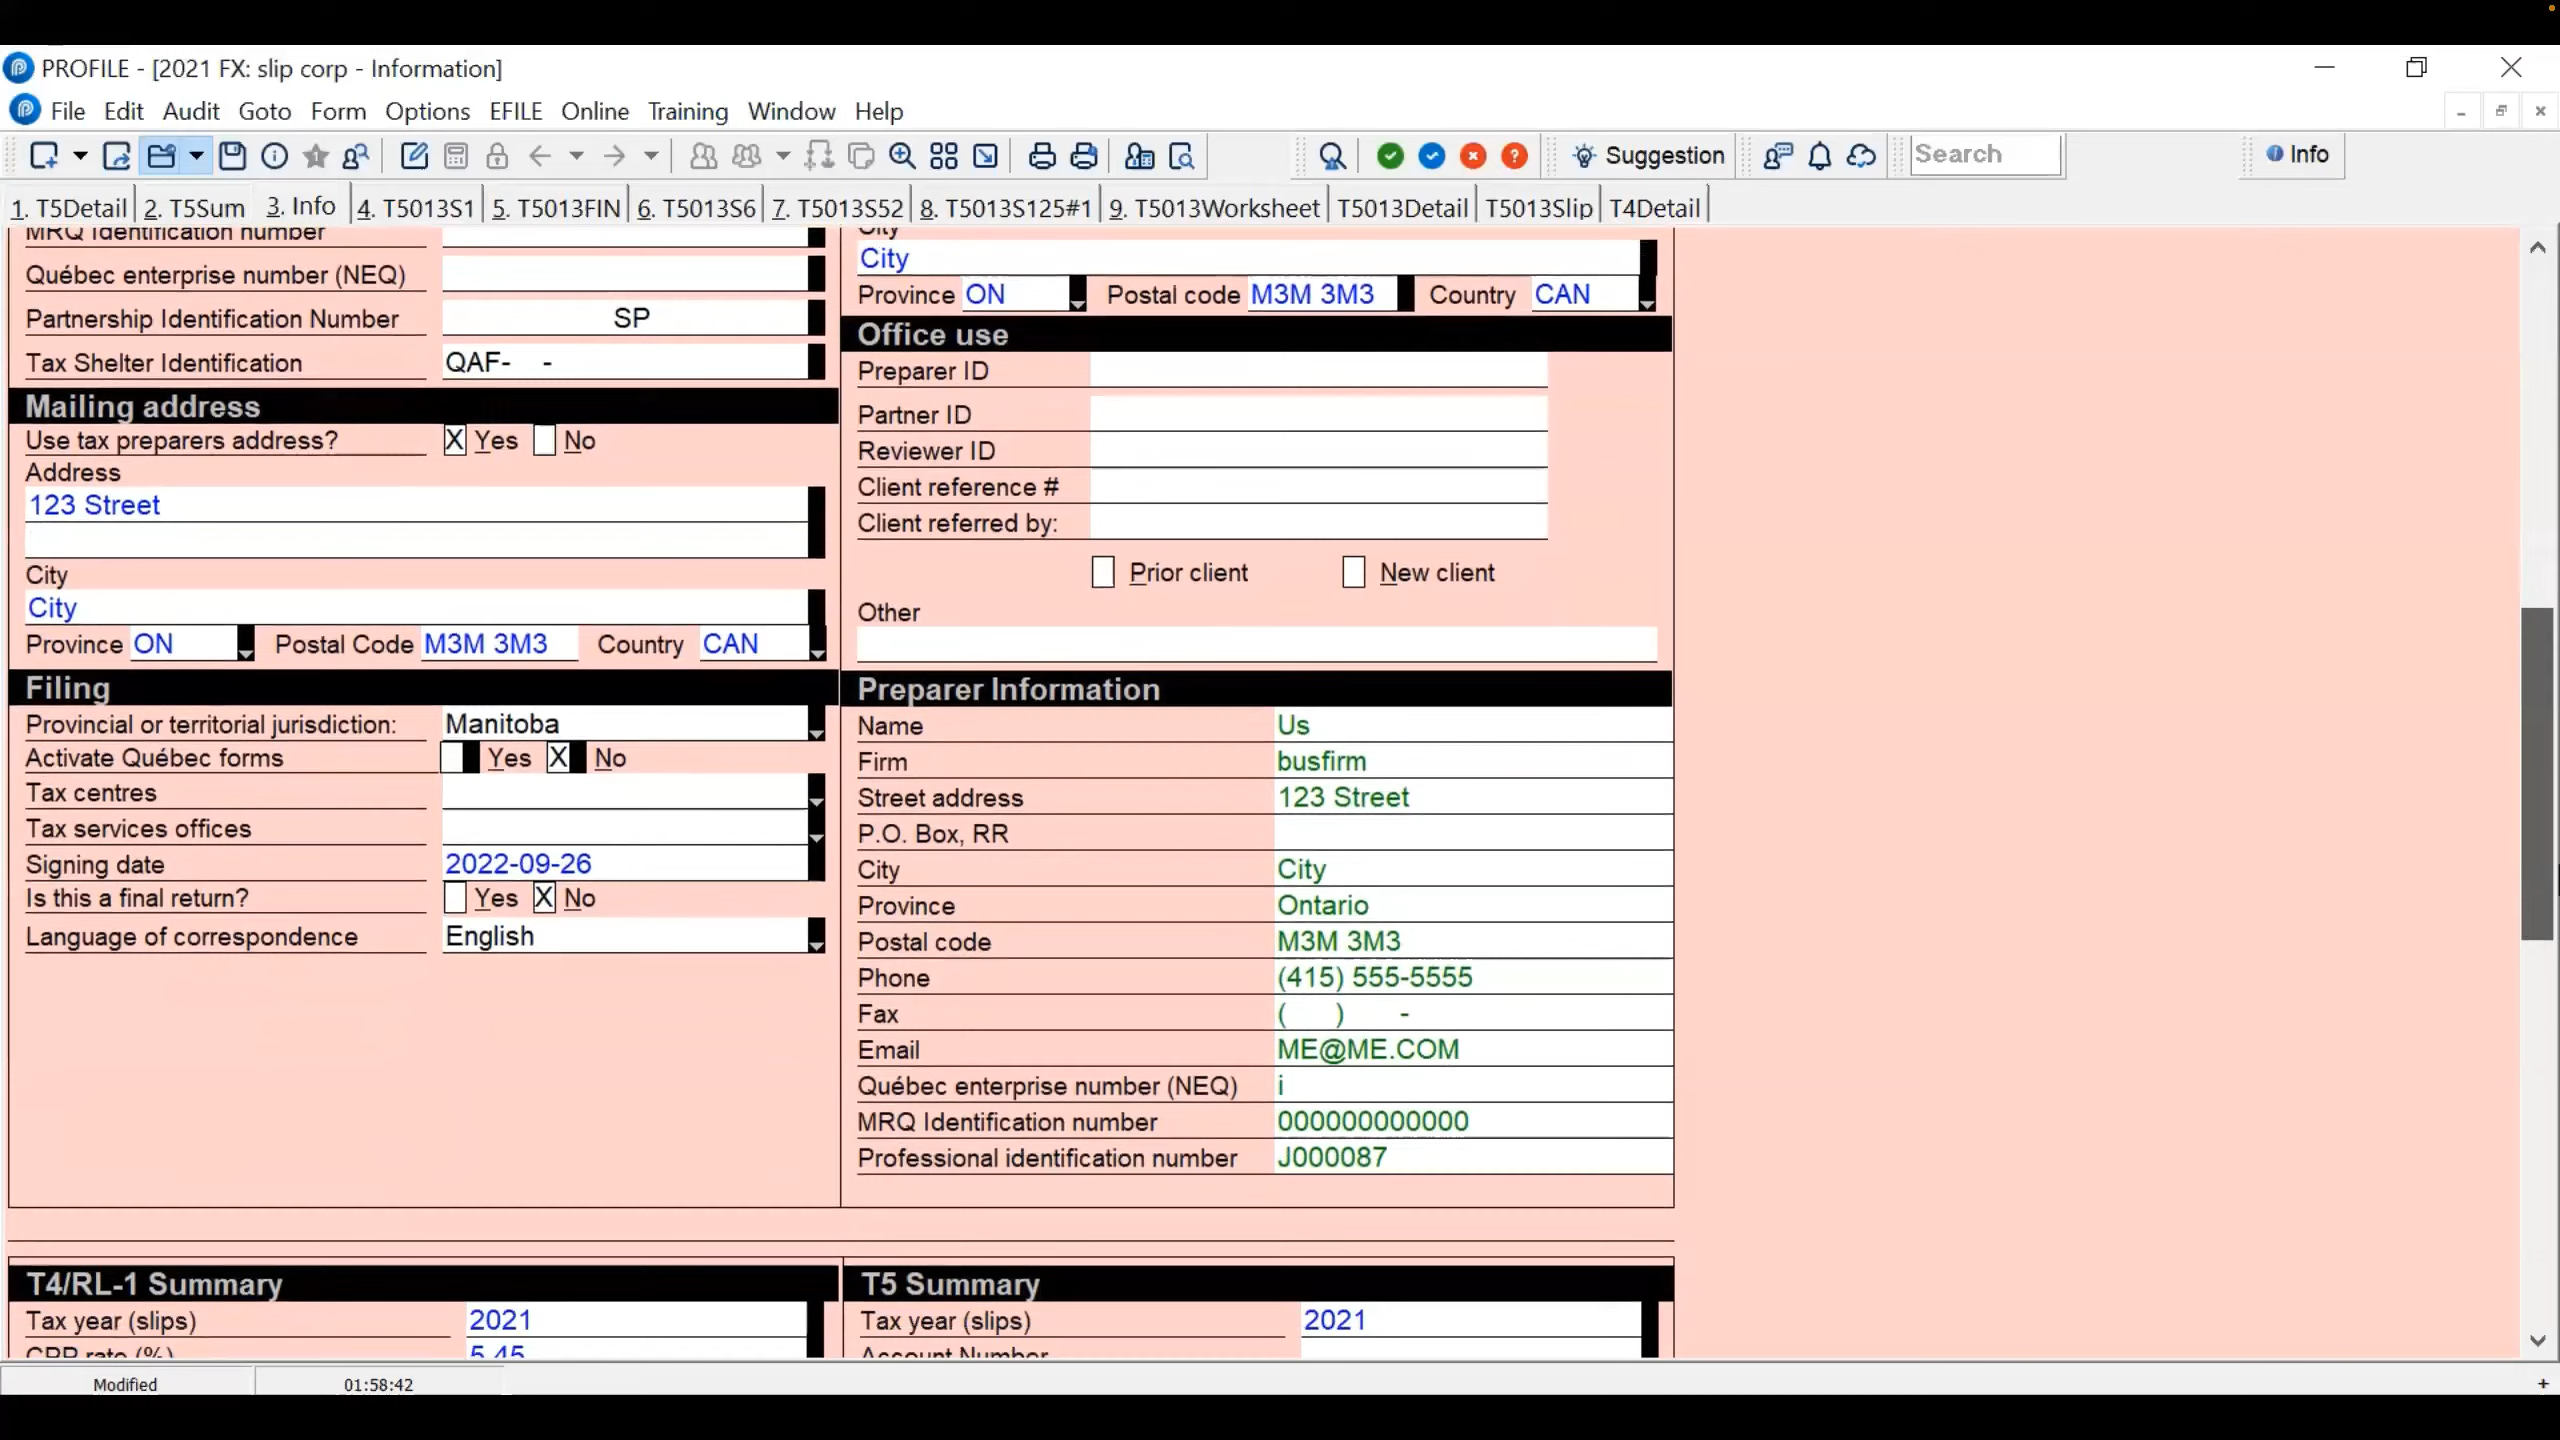 PROFILE - [2021 FX: slip corp - Information]
File Edit Audit Goto Form Options EFILE Online Training Window Help
Suggestion Search Info
1. T5Detail 2. T5Sum 3. Info 4. T5013S1 5. T5013FIN 6. T5013S6 7. T5013S52 8. T5013S125#1 9. T5013Worksheet T5013Detail T5013Slip T4Detail
MRQ Identification number
Québec enterprise number (NEQ)
Partnership Identification Number SP
Tax Shelter Identification QAF- -
Mailing address
Use tax preparers address? X Yes No
Address
123 Street
City
City
Province ON Postal Code M3M 3M3 Country CAN
Filing
Provincial or territorial jurisdiction: Manitoba
Activate Québec forms Yes X No
Tax centres
Tax services offices
Signing date 2022-09-26
Is this a final return? Yes X No
Language of correspondence English
City
City
Province ON Postal code M3M 3M3 Country CAN
Office use
Preparer ID
Partner ID
Reviewer ID
Client reference #
Client referred by:
Prior client New client
Other
Preparer Information
Name Us
Firm busfirm
Street address 123 Street
P.O. Box, RR
City City
Province Ontario
Postal code M3M 3M3
Phone (415) 555-5555
Fax ( ) -
Email ME@ME.COM
Québec enterprise number (NEQ) i
MRQ Identification number 000000000000
Professional identification number J000087
T4/RL-1 Summary
Tax year (slips) 2021
CPP rate (%) 5.45
T5 Summary
Tax year (slips) 2021
Account Number
Modified 01:58:42